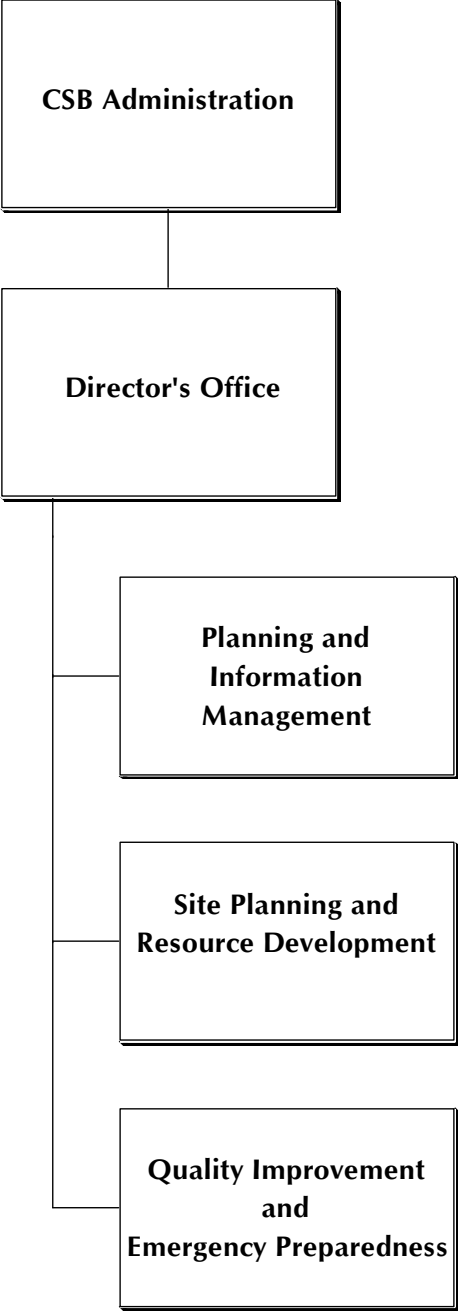 CSB Administration
Director's Office
Planning and
Information
Management
Site Planning and
Resource Development
Quality Improvement
and
Emergency Preparedness